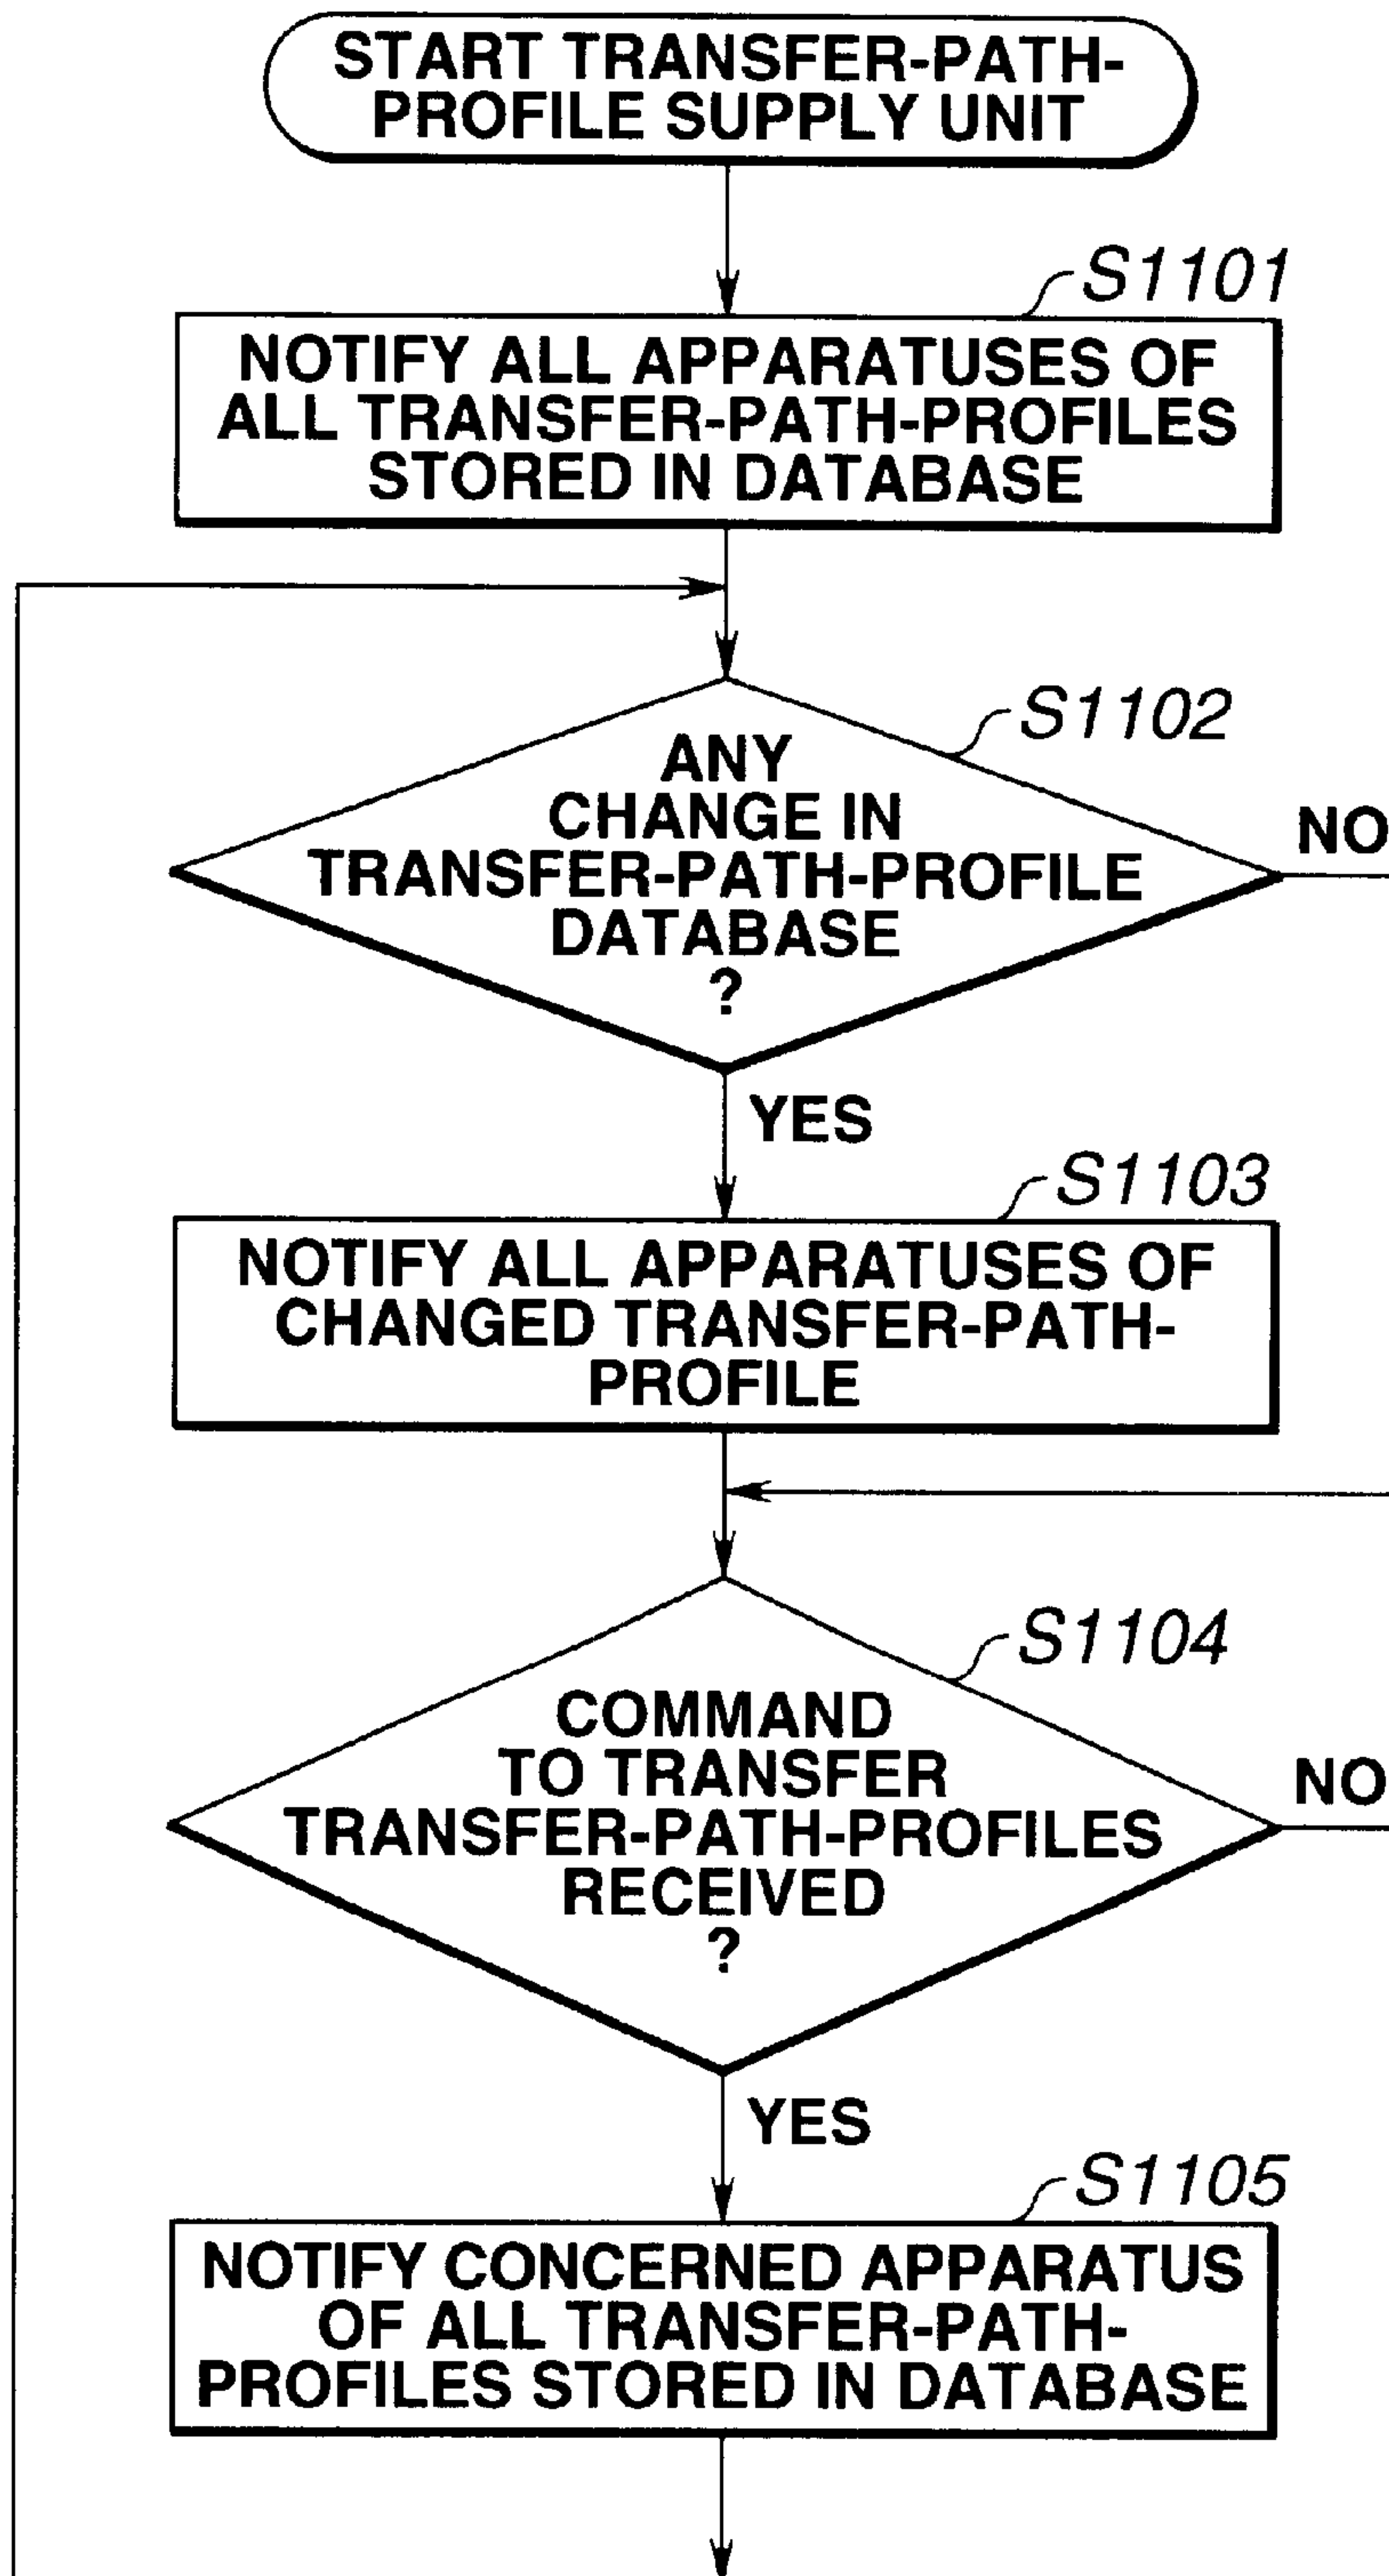 START TRANSFER-PATH-
PROFILE SUPPLY UNIT
S1101
NOTIFY ALL APPARATUSES OF
ALL TRANSFER-PATH-PROFILES
STORED IN DATABASE
S1102
ANY
CHANGE IN
TRANSFER-PATH-PROFILE
DATABASE
?
NO
YES
S1103
NOTIFY ALL APPARATUSES OF
CHANGED TRANSFER-PATH-
PROFILE
S1104
COMMAND
TO TRANSFER
TRANSFER-PATH-PROFILES
RECEIVED
?
NO
YES
S1105
NOTIFY CONCERNED APPARATUS
OF ALL TRANSFER-PATH-
PROFILES STORED IN DATABASE